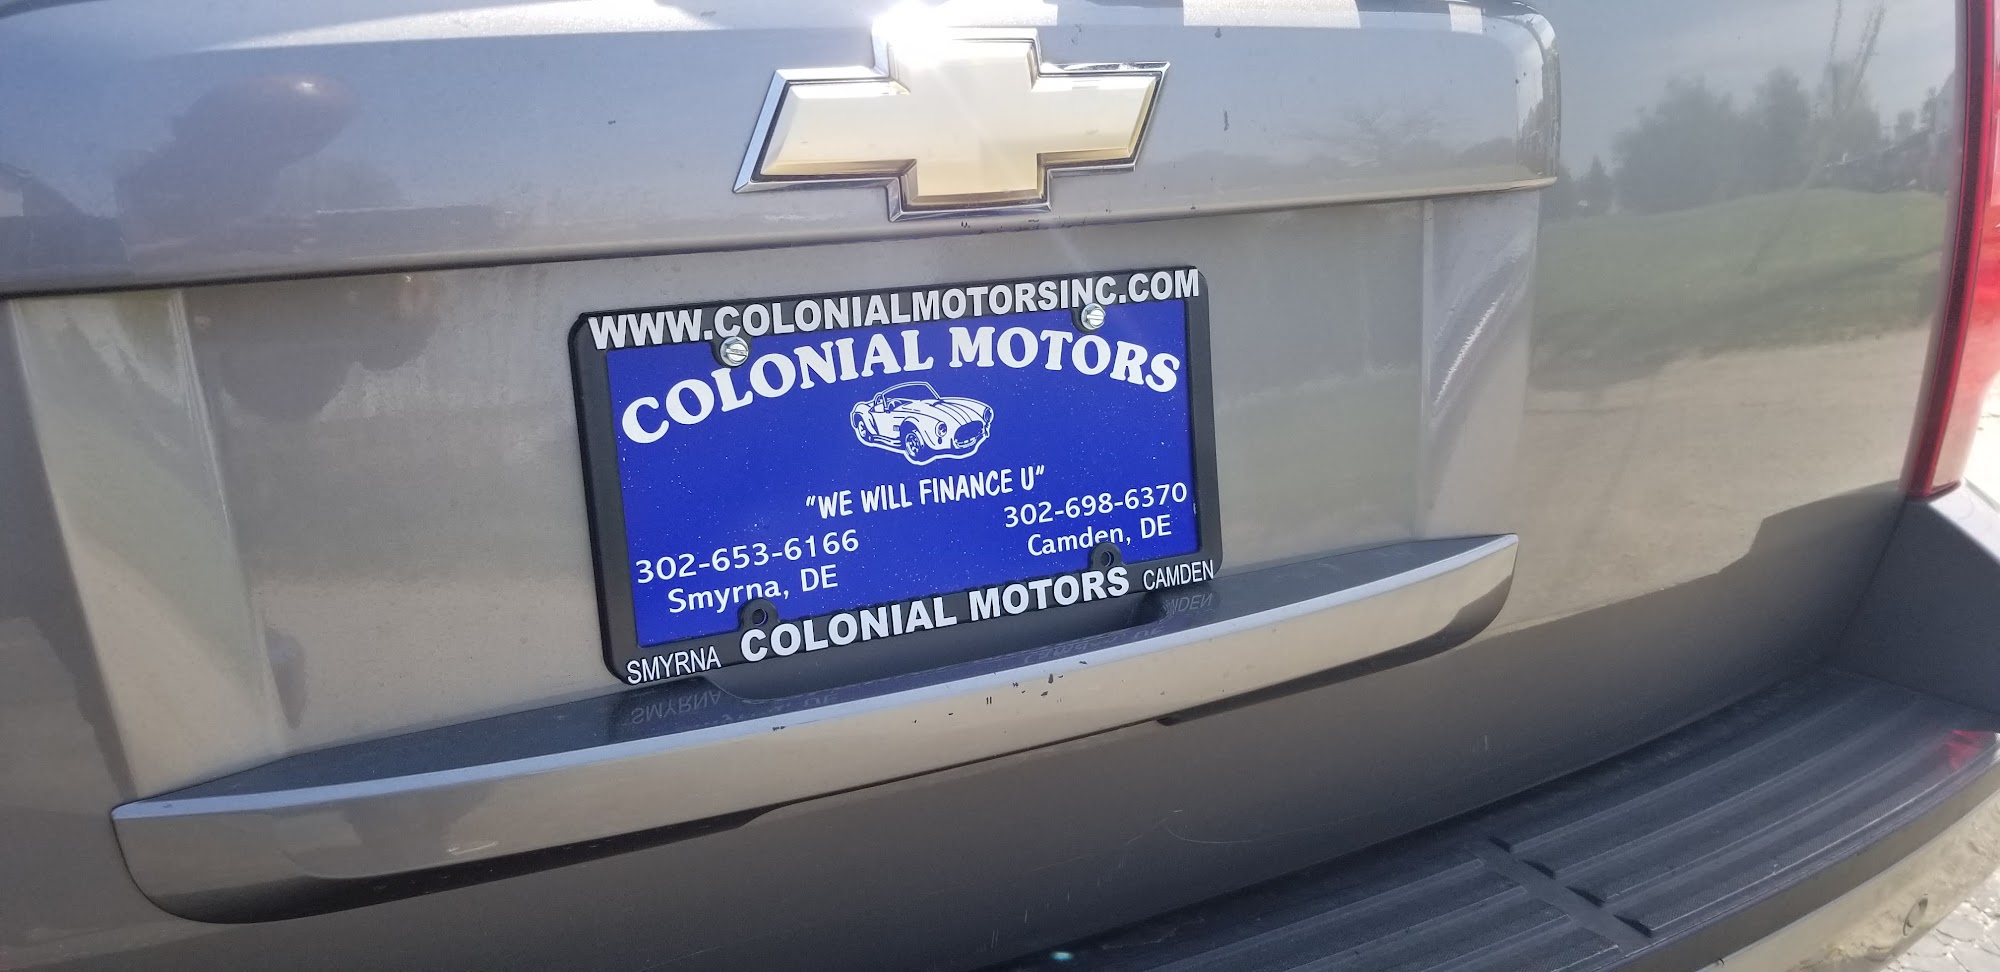 WWW.COLONIALMOTORSINC.COM
COLONIAL MOTORS
"WE WILL FINANCE U"
302-653-6166
Smyrna, DE
302-698-6370
Camden, DE
SMYRNA COLONIAL MOTORS CAMDEN